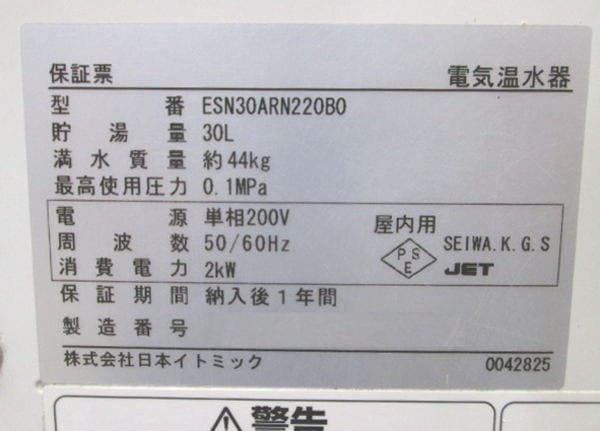 保証票 電気温水器
型番 ESN30ARN220B0
貯湯量 30L
満水質量 約44kg
最高使用圧力 0.1MPa
電源 単相200V 屋内用
周波数 50/60Hz PSE SEIWA.K.G.S
消費電力 2kW JET
保証期間 納入後1年間
製造番号
株式会社日本イトミック 0042825
⚠警告